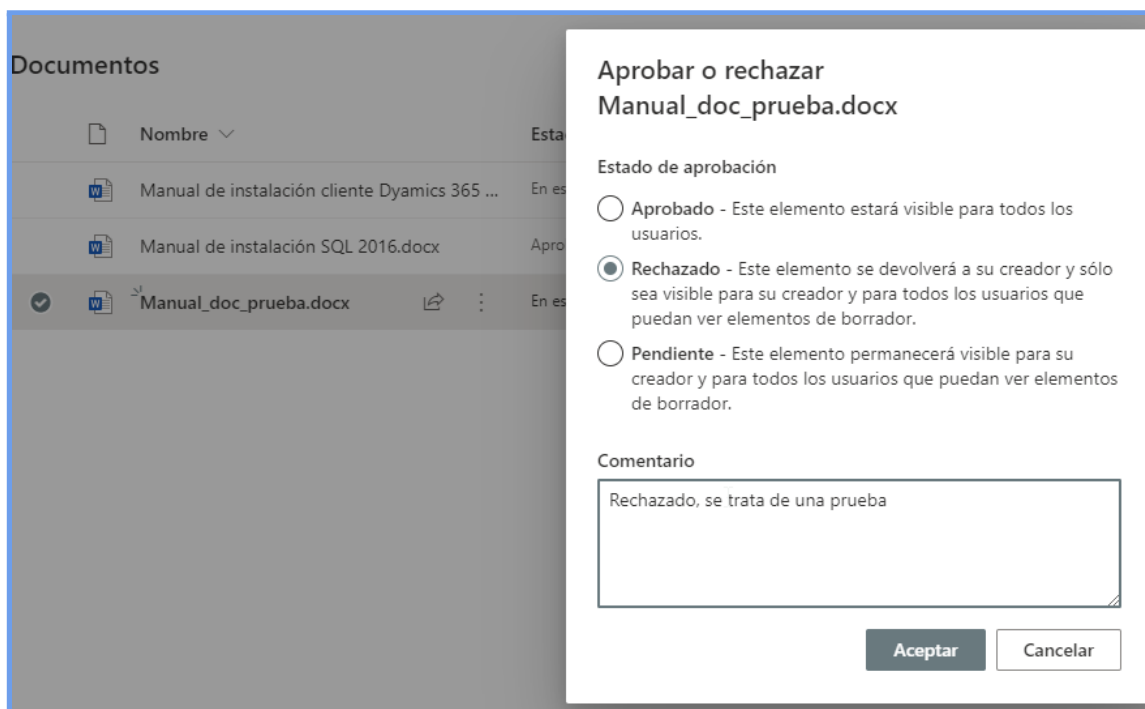 Documentos
Nombre
Esta
Manual de instalación cliente Dyamics 365 ...
En es
Manual de instalación SQL 2016.docx
Apro
Manual_doc_prueba.docx
En es
Aprobar o rechazar
Manual_doc_prueba.docx
Estado de aprobación
Aprobado - Este elemento estará visible para todos los
usuarios.
Rechazado - Este elemento se devolverá a su creador y sólo
sea visible para su creador y para todos los usuarios que
puedan ver elementos de borrador.
Pendiente - Este elemento permanecerá visible para su
creador y para todos los usuarios que puedan ver elementos
de borrador.
Comentario
Rechazado, se trata de una prueba
Aceptar
Cancelar